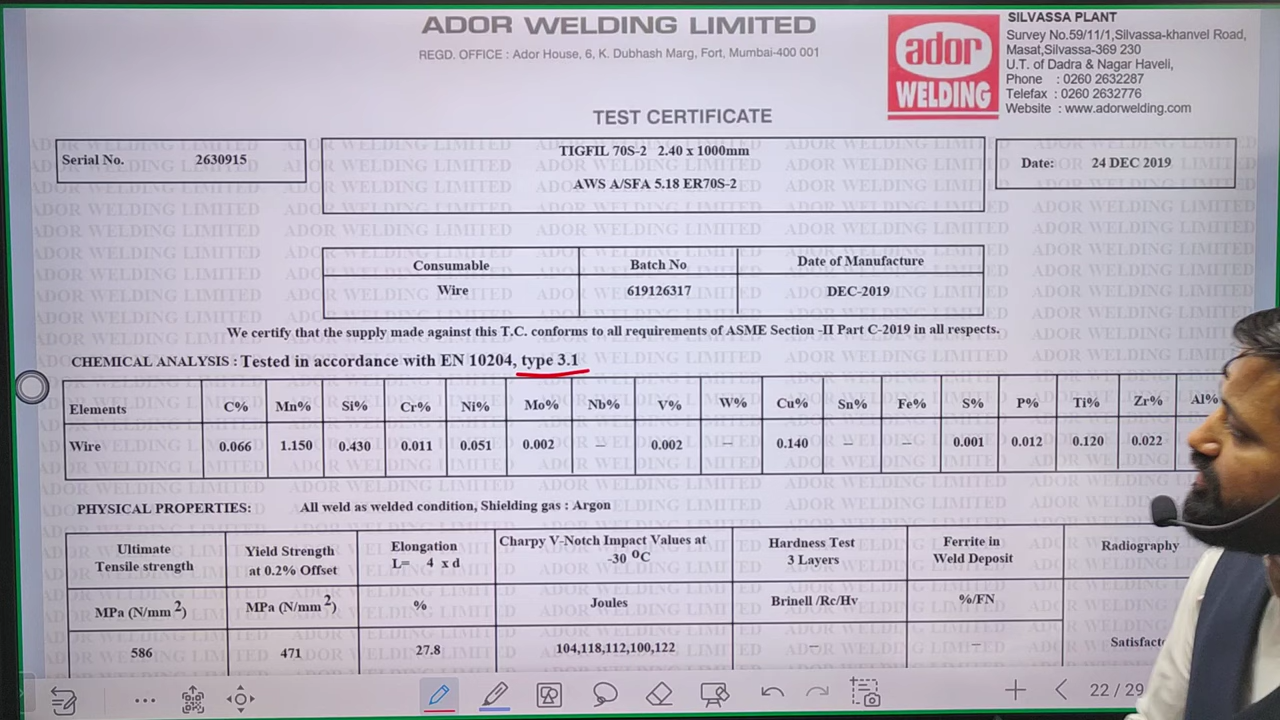 ADOR WELDING LIMITED
REGD. OFFICE : Ador House, 6, K. Dubhash Marg, Fort, Mumbai-400 001
ador
WELDING
SILVASSA PLANT
Survey No.59/11/1,Silvassa-khanvel Road,
Masat,Silvassa-369 230
U.T. of Dadra & Nagar Haveli,
Phone : 0260 2632287
Telefax : 0260 2632776
Website : www.adorwelding.com
TEST CERTIFICATE
Serial No. 2630915
TIGFIL 70S-2 2.40 x 1000mm
AWS A/SFA 5.18 ER70S-2
Date: 24 DEC 2019
Consumable Batch No Date of Manufacture
Wire 619126317 DEC-2019
We certify that the supply made against this T.C. conforms to all requirements of ASME Section -II Part C-2019 in all respects.
CHEMICAL ANALYSIS : Tested in accordance with EN 10204, type 3.1
Elements C% Mn% Si% Cr% Ni% Mo% Nb% V% W% Cu% Sn% Fe% S% P% Ti% Zr% Al%
Wire 0.066 1.150 0.430 0.011 0.051 0.002 -- 0.002 -- 0.140 -- -- 0.001 0.012 0.120 0.022
PHYSICAL PROPERTIES: All weld as welded condition, Shielding gas : Argon
Ultimate Tensile strength Yield Strength at 0.2% Offset Elongation L= 4 x d Charpy V-Notch Impact Values at -30 °C Hardness Test 3 Layers Ferrite in Weld Deposit Radiography
MPa (N/mm²) MPa (N/mm²) % Joules Brinell /Rc/Hv %/FN
586 471 27.8 104,118,112,100,122 -- --
22 / 29